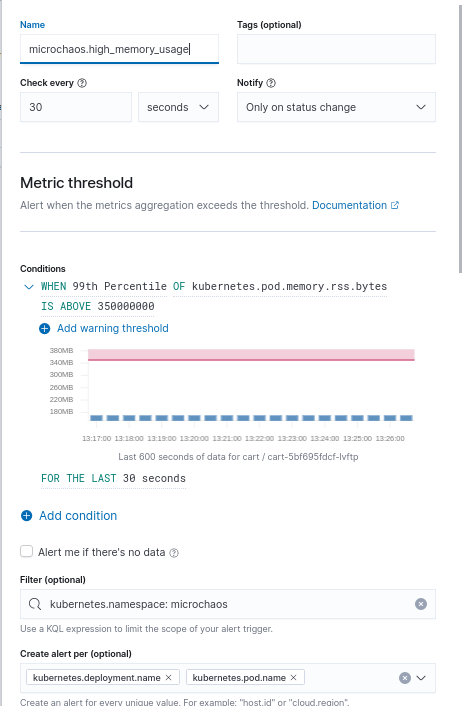 Name
Tags (optional)
microchaos.high_memory_usage
Check every
Notify
30
seconds
Only on status change
Metric threshold
Alert when the metrics aggregation exceeds the threshold. Documentation
Conditions
WHEN 99th Percentile OF kubernetes.pod.memory.rss.bytes
IS ABOVE 350000000
Add warning threshold
380MB
340MB
300MB
260MB
220MB
180MB
13:17:00 13:18:00 13:19:00 13:20:00 13:21:00 13:22:00 13:23:00 13:24:00 13:25:00 13:26:00
Last 600 seconds of data for cart / cart-5bf695fdcf-lvftp
FOR THE LAST 30 seconds
Add condition
Alert me if there's no data
Filter (optional)
kubernetes.namespace: microchaos
Use a KQL expression to limit the scope of your alert trigger.
Create alert per (optional)
kubernetes.deployment.name
kubernetes.pod.name
Create an alert for every unique value. For example: "host.id" or "cloud.region".